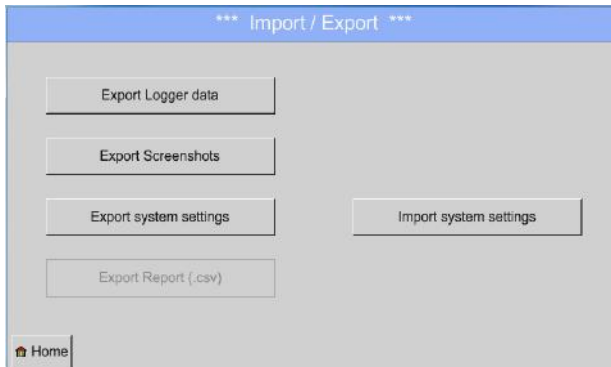 *** Import / Export ***
Export Logger data
Export Screenshots
Export system settings
Import system settings
Export Report (.csv)
Home